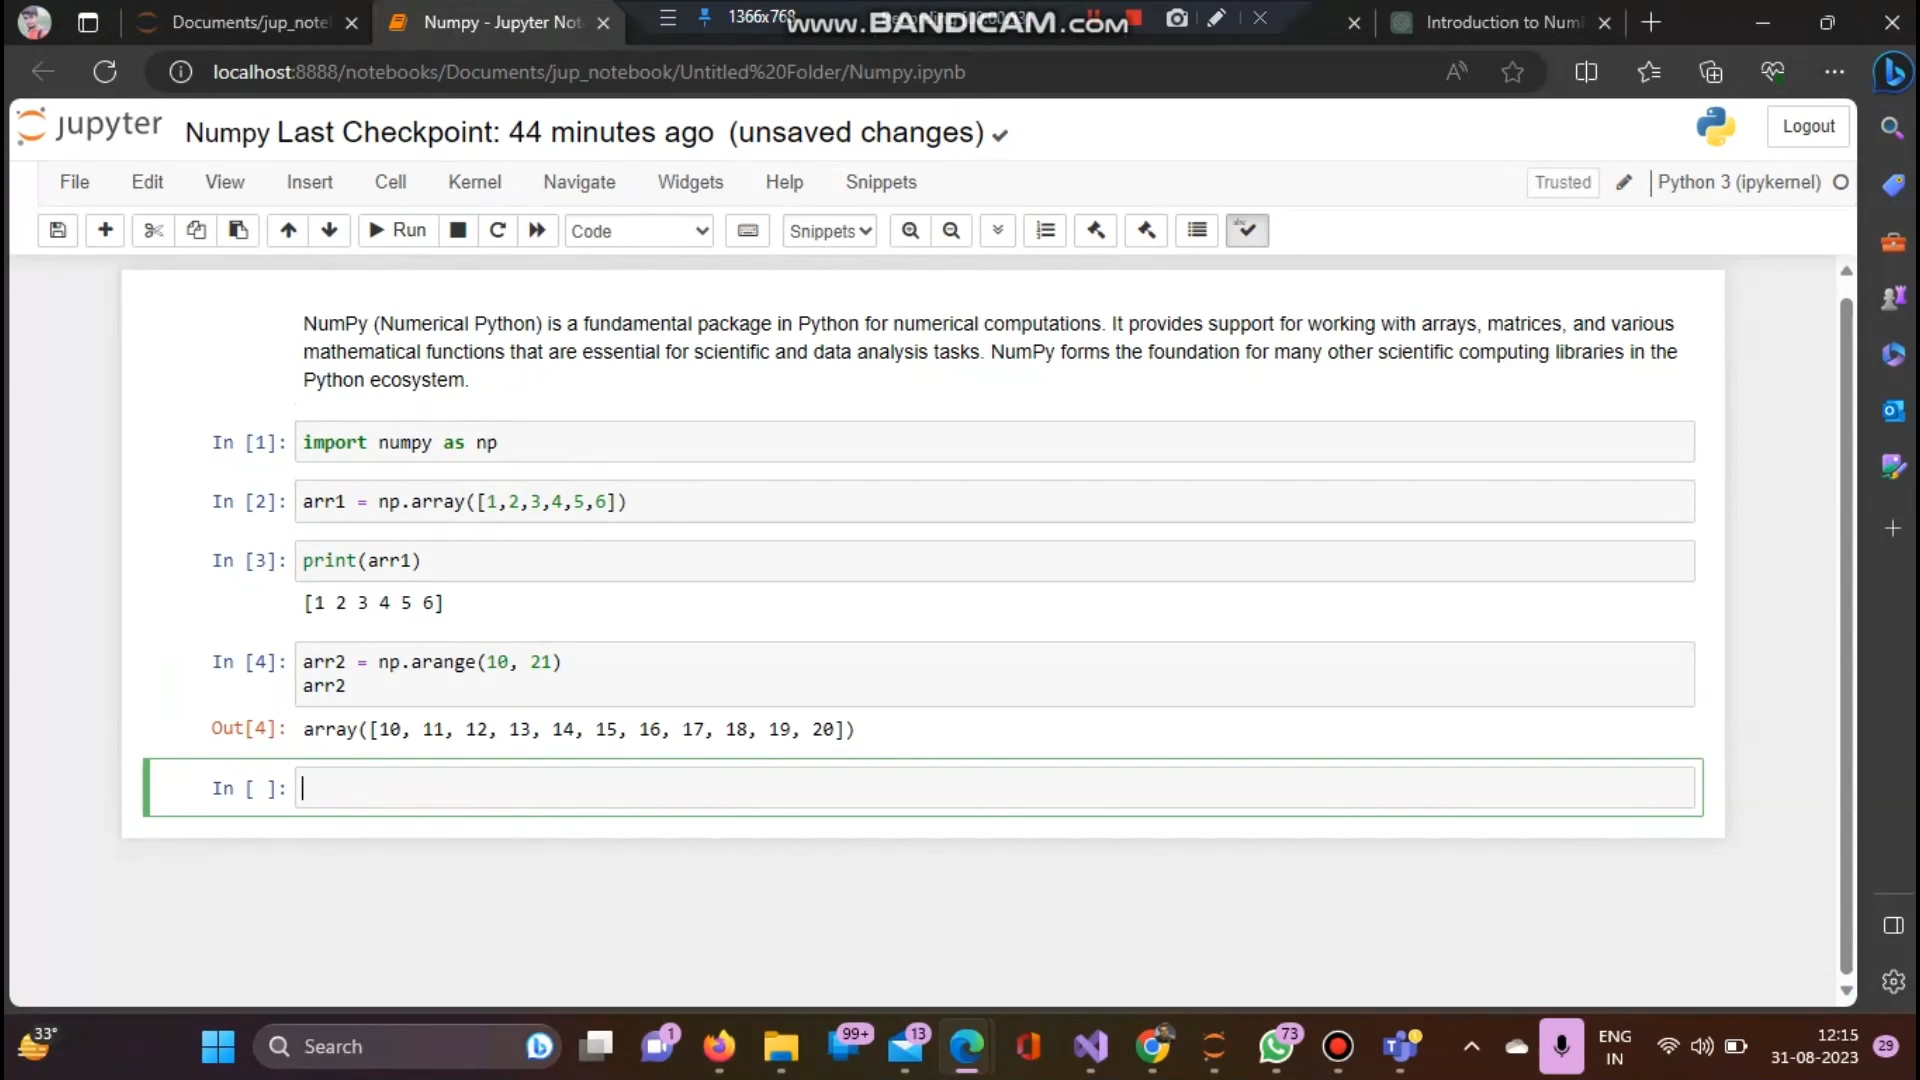 Documents/jup_note
Numpy - Jupyter Not
1366x768
www.BANDICAM.com
Introduction to Num
localhost:8888/notebooks/Documents/jup_notebook/Untitled%20Folder/Numpy.ipynb
jupyter
Numpy Last Checkpoint: 44 minutes ago (unsaved changes)
Logout
File Edit View Insert Cell Kernel Navigate Widgets Help Snippets
Trusted
Python 3 (ipykernel)
Run
Code
Snippets
NumPy (Numerical Python) is a fundamental package in Python for numerical computations. It provides support for working with arrays, matrices, and various
mathematical functions that are essential for scientific and data analysis tasks. NumPy forms the foundation for many other scientific computing libraries in the
Python ecosystem.
In [1]: import numpy as np
In [2]: arr1 = np.array([1,2,3,4,5,6])
In [3]: print(arr1)
[1 2 3 4 5 6]
In [4]: arr2 = np.arange(10, 21)
arr2
Out[4]: array([10, 11, 12, 13, 14, 15, 16, 17, 18, 19, 20])
In [ ]:
33°
Search
1
99+
13
73
ENG
IN
12:15
31-08-2023
29